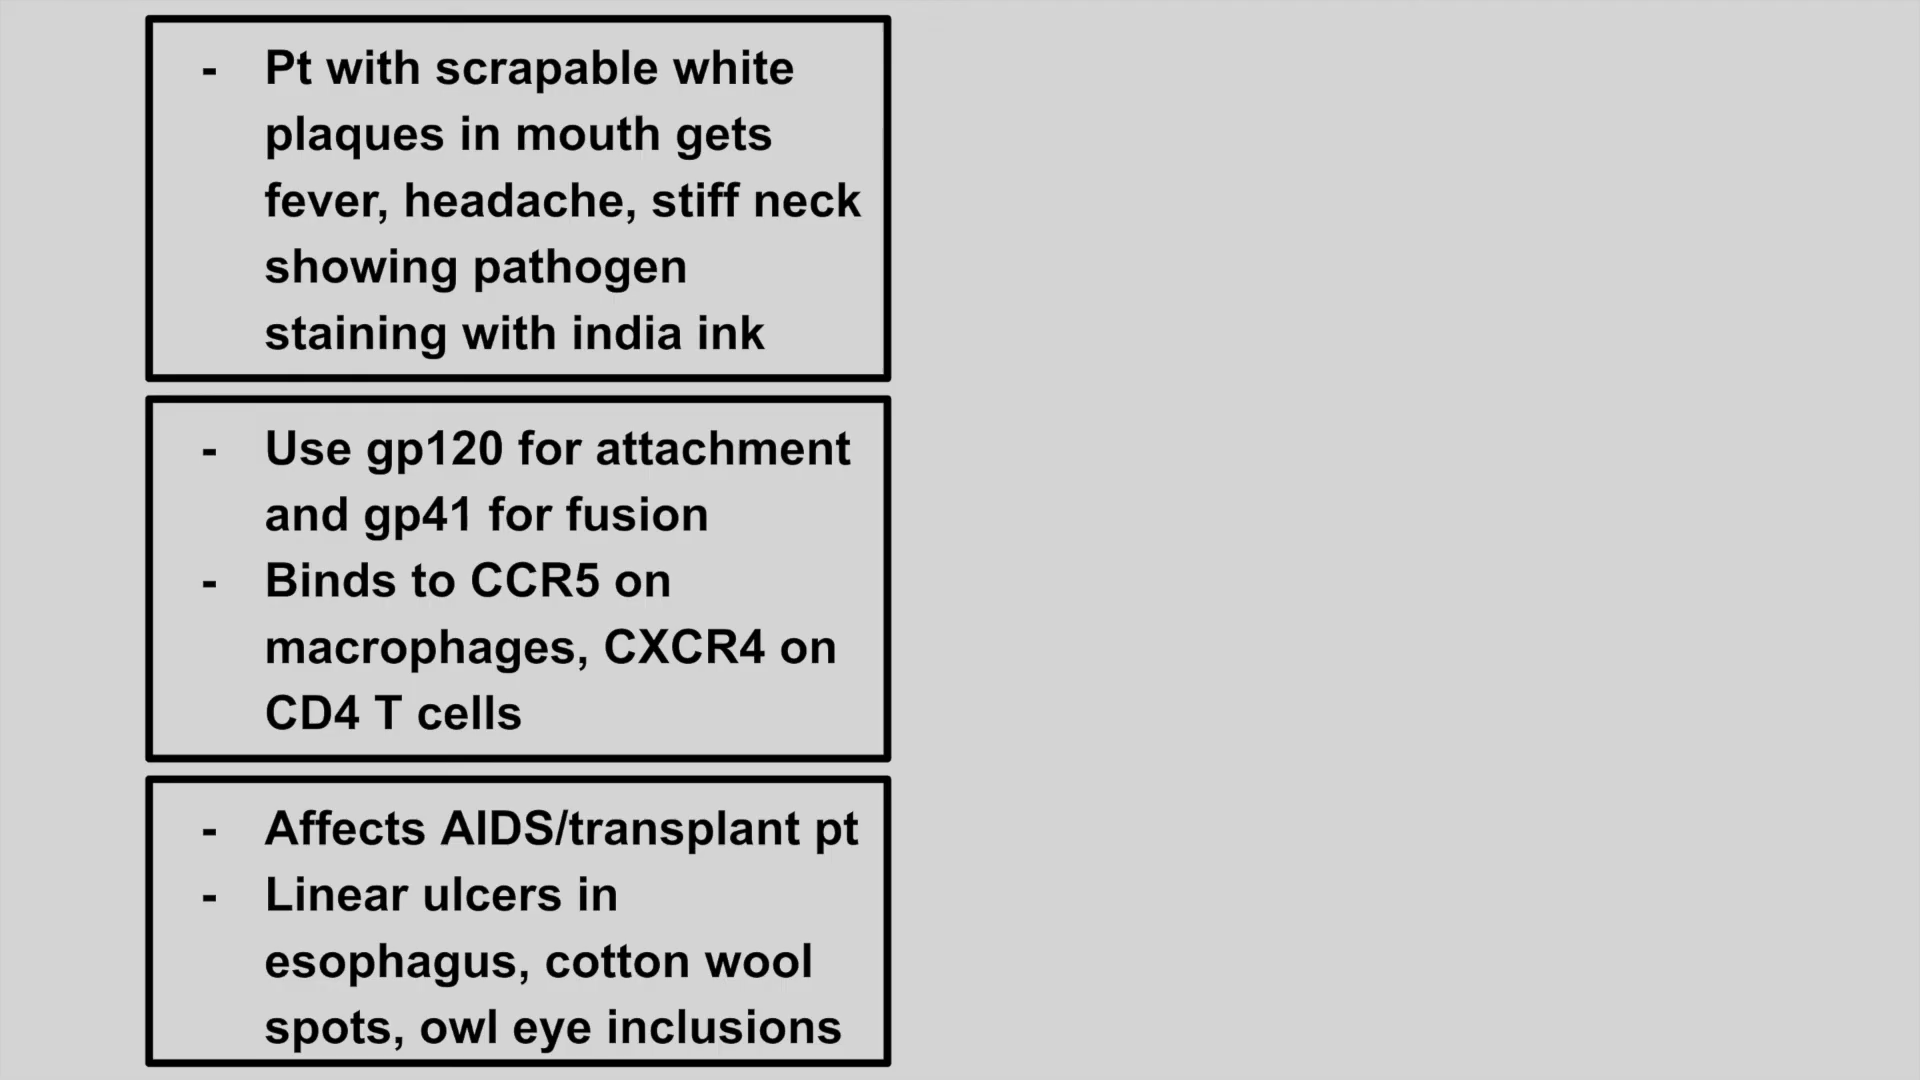 - Pt with scrapable white
plaques in mouth gets
fever, headache, stiff neck
showing pathogen
staining with india ink
- Use gp120 for attachment
and gp41 for fusion
- Binds to CCR5 on
macrophages, CXCR4 on
CD4 T cells
- Affects AIDS/transplant pt
- Linear ulcers in
esophagus, cotton wool
spots, owl eye inclusions